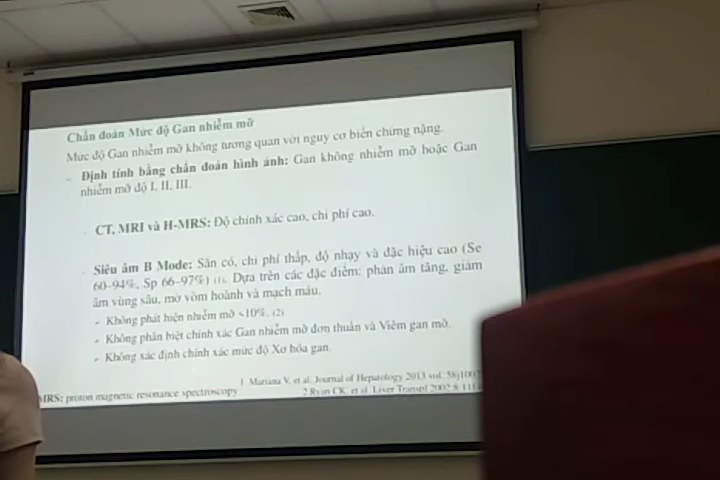 Chẩn đoán Mức độ Gan nhiễm mỡ
Mức độ Gan nhiễm mỡ không tương quan với nguy cơ biến chứng nặng.
- Định tính bằng chẩn đoán hình ảnh: Gan không nhiễm mỡ hoặc Gan
nhiễm mỡ độ I, II, III.
- CT, MRI và H-MRS: Độ chính xác cao, chi phí cao.
- Siêu âm B Mode: Sẵn có, chi phí thấp, độ nhạy và đặc hiệu cao (Se
60-94%, Sp 66-97%) (1). Dựa trên các đặc điểm: phản âm tăng, giảm
âm vùng sâu, mờ vòm hoành và mạch máu.
- Không phát hiện nhiễm mỡ <10%. (2)
- Không phân biệt chính xác Gan nhiễm mỡ đơn thuần và Viêm gan mỡ.
- Không xác định chính xác mức độ Xơ hóa gan.
1. Mariana V. et al. Journal of Hepatology 2013 vol.
MRS: proton magnetic resonance spectroscopy
2.Ryan CK, et al. Liver Transpl 2002